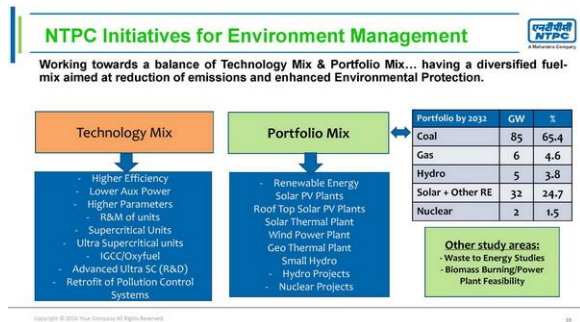 NTPC Initiatives for Environment Management
एनटीपीसी
NTPC
A Maharatna Company
Working towards a balance of Technology Mix & Portfolio Mix... having a diversified fuel-
mix aimed at reduction of emissions and enhanced Environmental Protection.
Technology Mix
- Higher Efficiency
- Lower Aux Power
- Higher Parameters
- R&M of units
- Supercritical Units
- Ultra Supercritical units
- IGCC/Oxyfuel
- Advanced Ultra SC (R&D)
- Retrofit of Pollution Control
Systems
Portfolio Mix
- Renewable Energy
Solar PV Plants
Roof Top Solar PV Plants
Solar Thermal Plant
Wind Power Plant
Geo Thermal Plant
Small Hydro
- Hydro Projects
- Nuclear Projects
Portfolio by 2032 GW %
Coal 85 65.4
Gas 6 4.6
Hydro 5 3.8
Solar + Other RE 32 24.7
Nuclear 2 1.5
Other study areas:
- Waste to Energy Studies
- Biomass Burning/Power
Plant Feasibility
Copyright © 2016 Your Company All Rights Reserved.